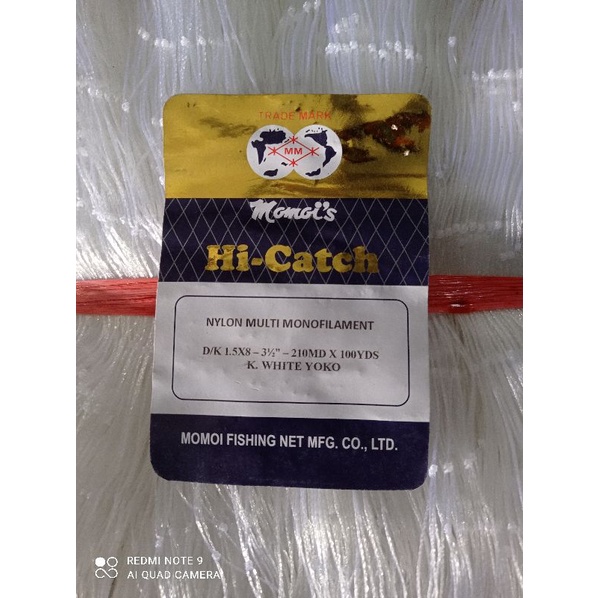 TRADE MARK
MM
Momoi's
Hi-Catch
NYLON MULTI MONOFILAMENT
D/K 1.5X8 – 3½" – 210MD X 100YDS
K. WHITE YOKO
MOMOI FISHING NET MFG. CO., LTD.
REDMI NOTE 9
AI QUAD CAMERA